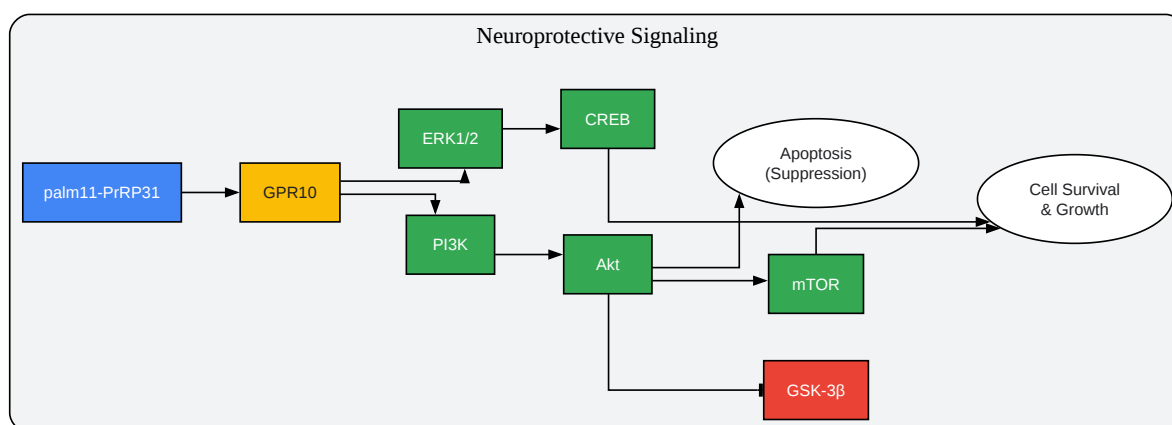 Neuroprotective Signaling
palm11-PrRP31
GPR10
ERK1/2
CREB
PI3K
Akt
Apoptosis
(Suppression)
mTOR
Cell Survival
& Growth
GSK-3β